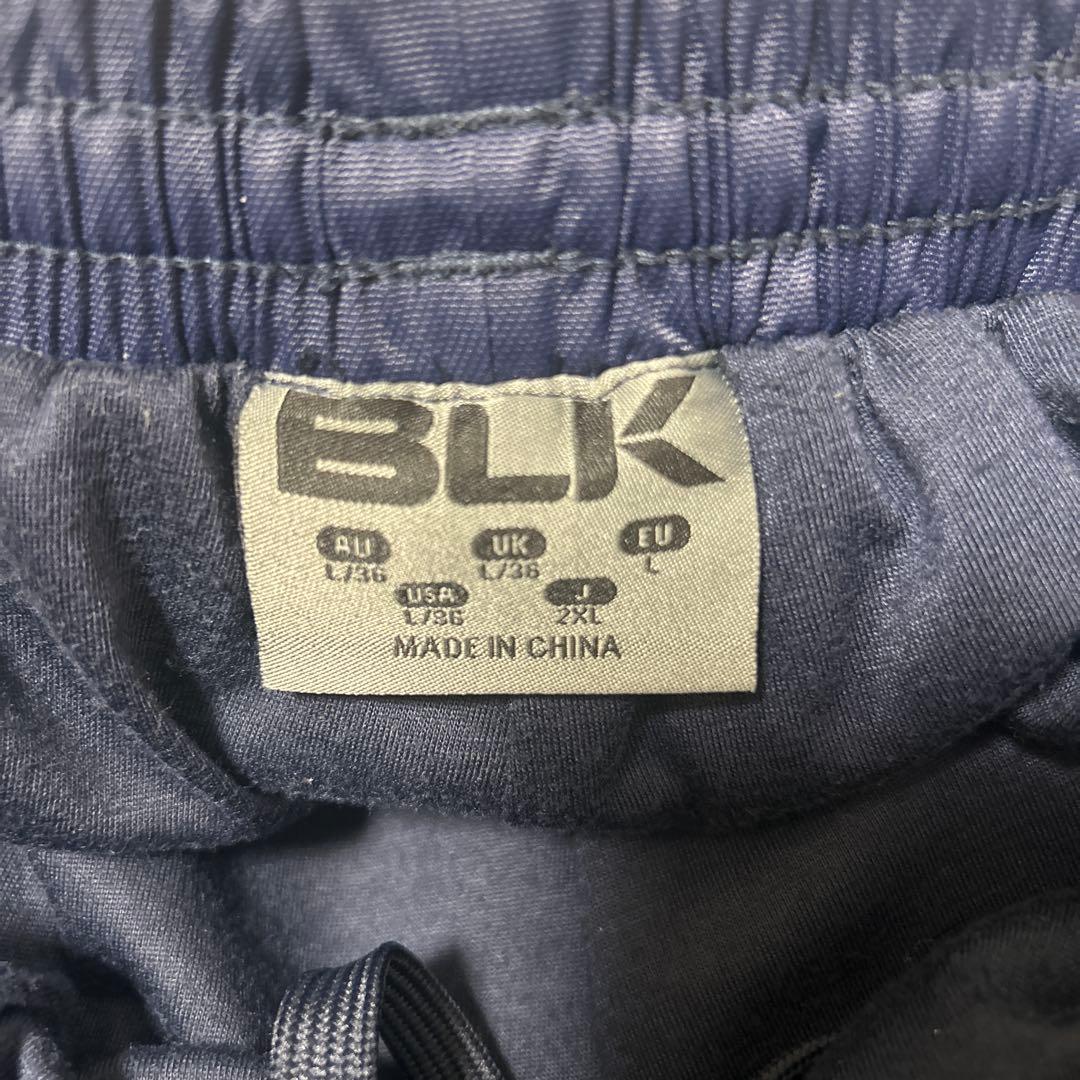 BLK
AU UK EU
L/36 L/36 L
USA J
L/36 2XL
MADE IN CHINA